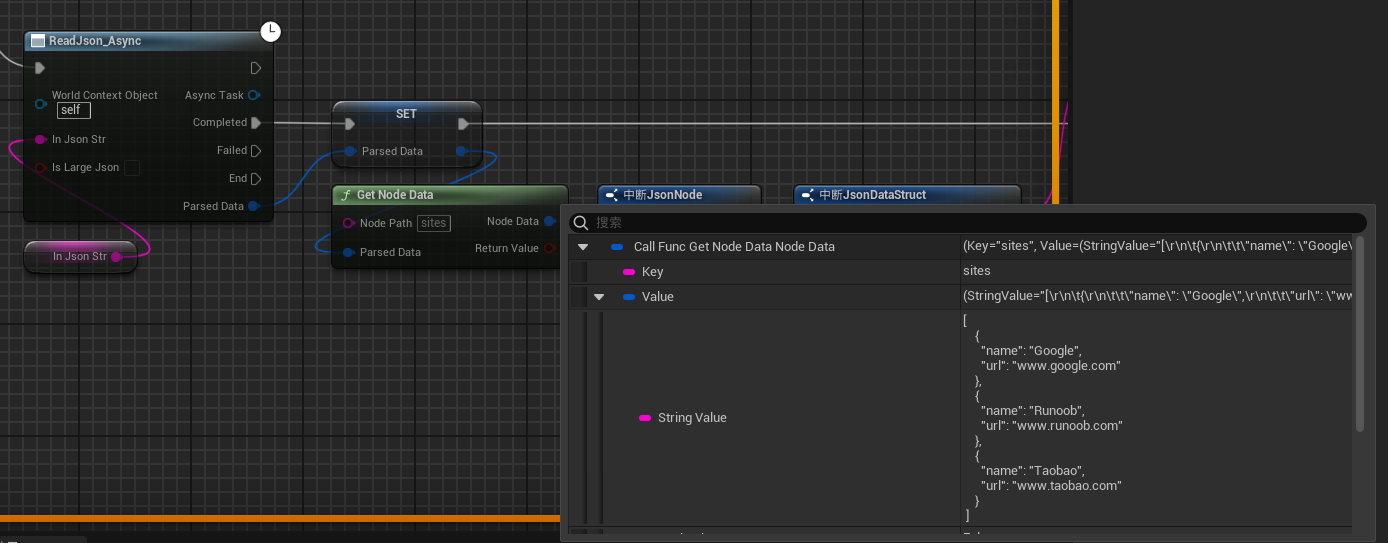 ReadJson_Async
World Context Object
self
Async Task
Completed
In Json Str
Failed
Is Large Json
End
Parsed Data
In Json Str
SET
Parsed Data
Get Node Data
Node Path sites
Node Data
Return Value
Parsed Data
中断JsonNode
中断JsonDataStruct
搜索
Call Func Get Node Data Node Data
(Key="sites", Value=(StringValue="[\r\n\t{\r\n\t\t\"name\": \"Google\
Key
sites
Value
(StringValue="[\r\n\t{\r\n\t\t\"name\": \"Google\",\r\n\t\t\"url\": \"ww
String Value
[
{
"name": "Google",
"url": "www.google.com"
},
{
"name": "Runoob",
"url": "www.runoob.com"
},
{
"name": "Taobao",
"url": "www.taobao.com"
}
]